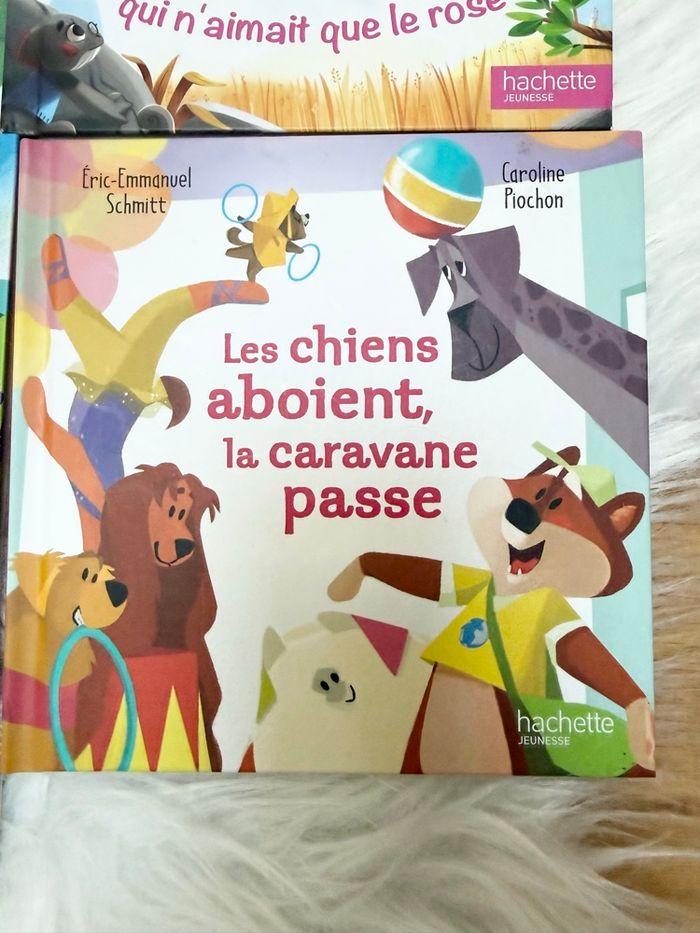 qui n'aimait que le rose
hachette
JEUNESSE
Éric-Emmanuel
Schmitt
Caroline
Piochon
Les chiens
aboient,
la caravane
passe
hachette
JEUNESSE